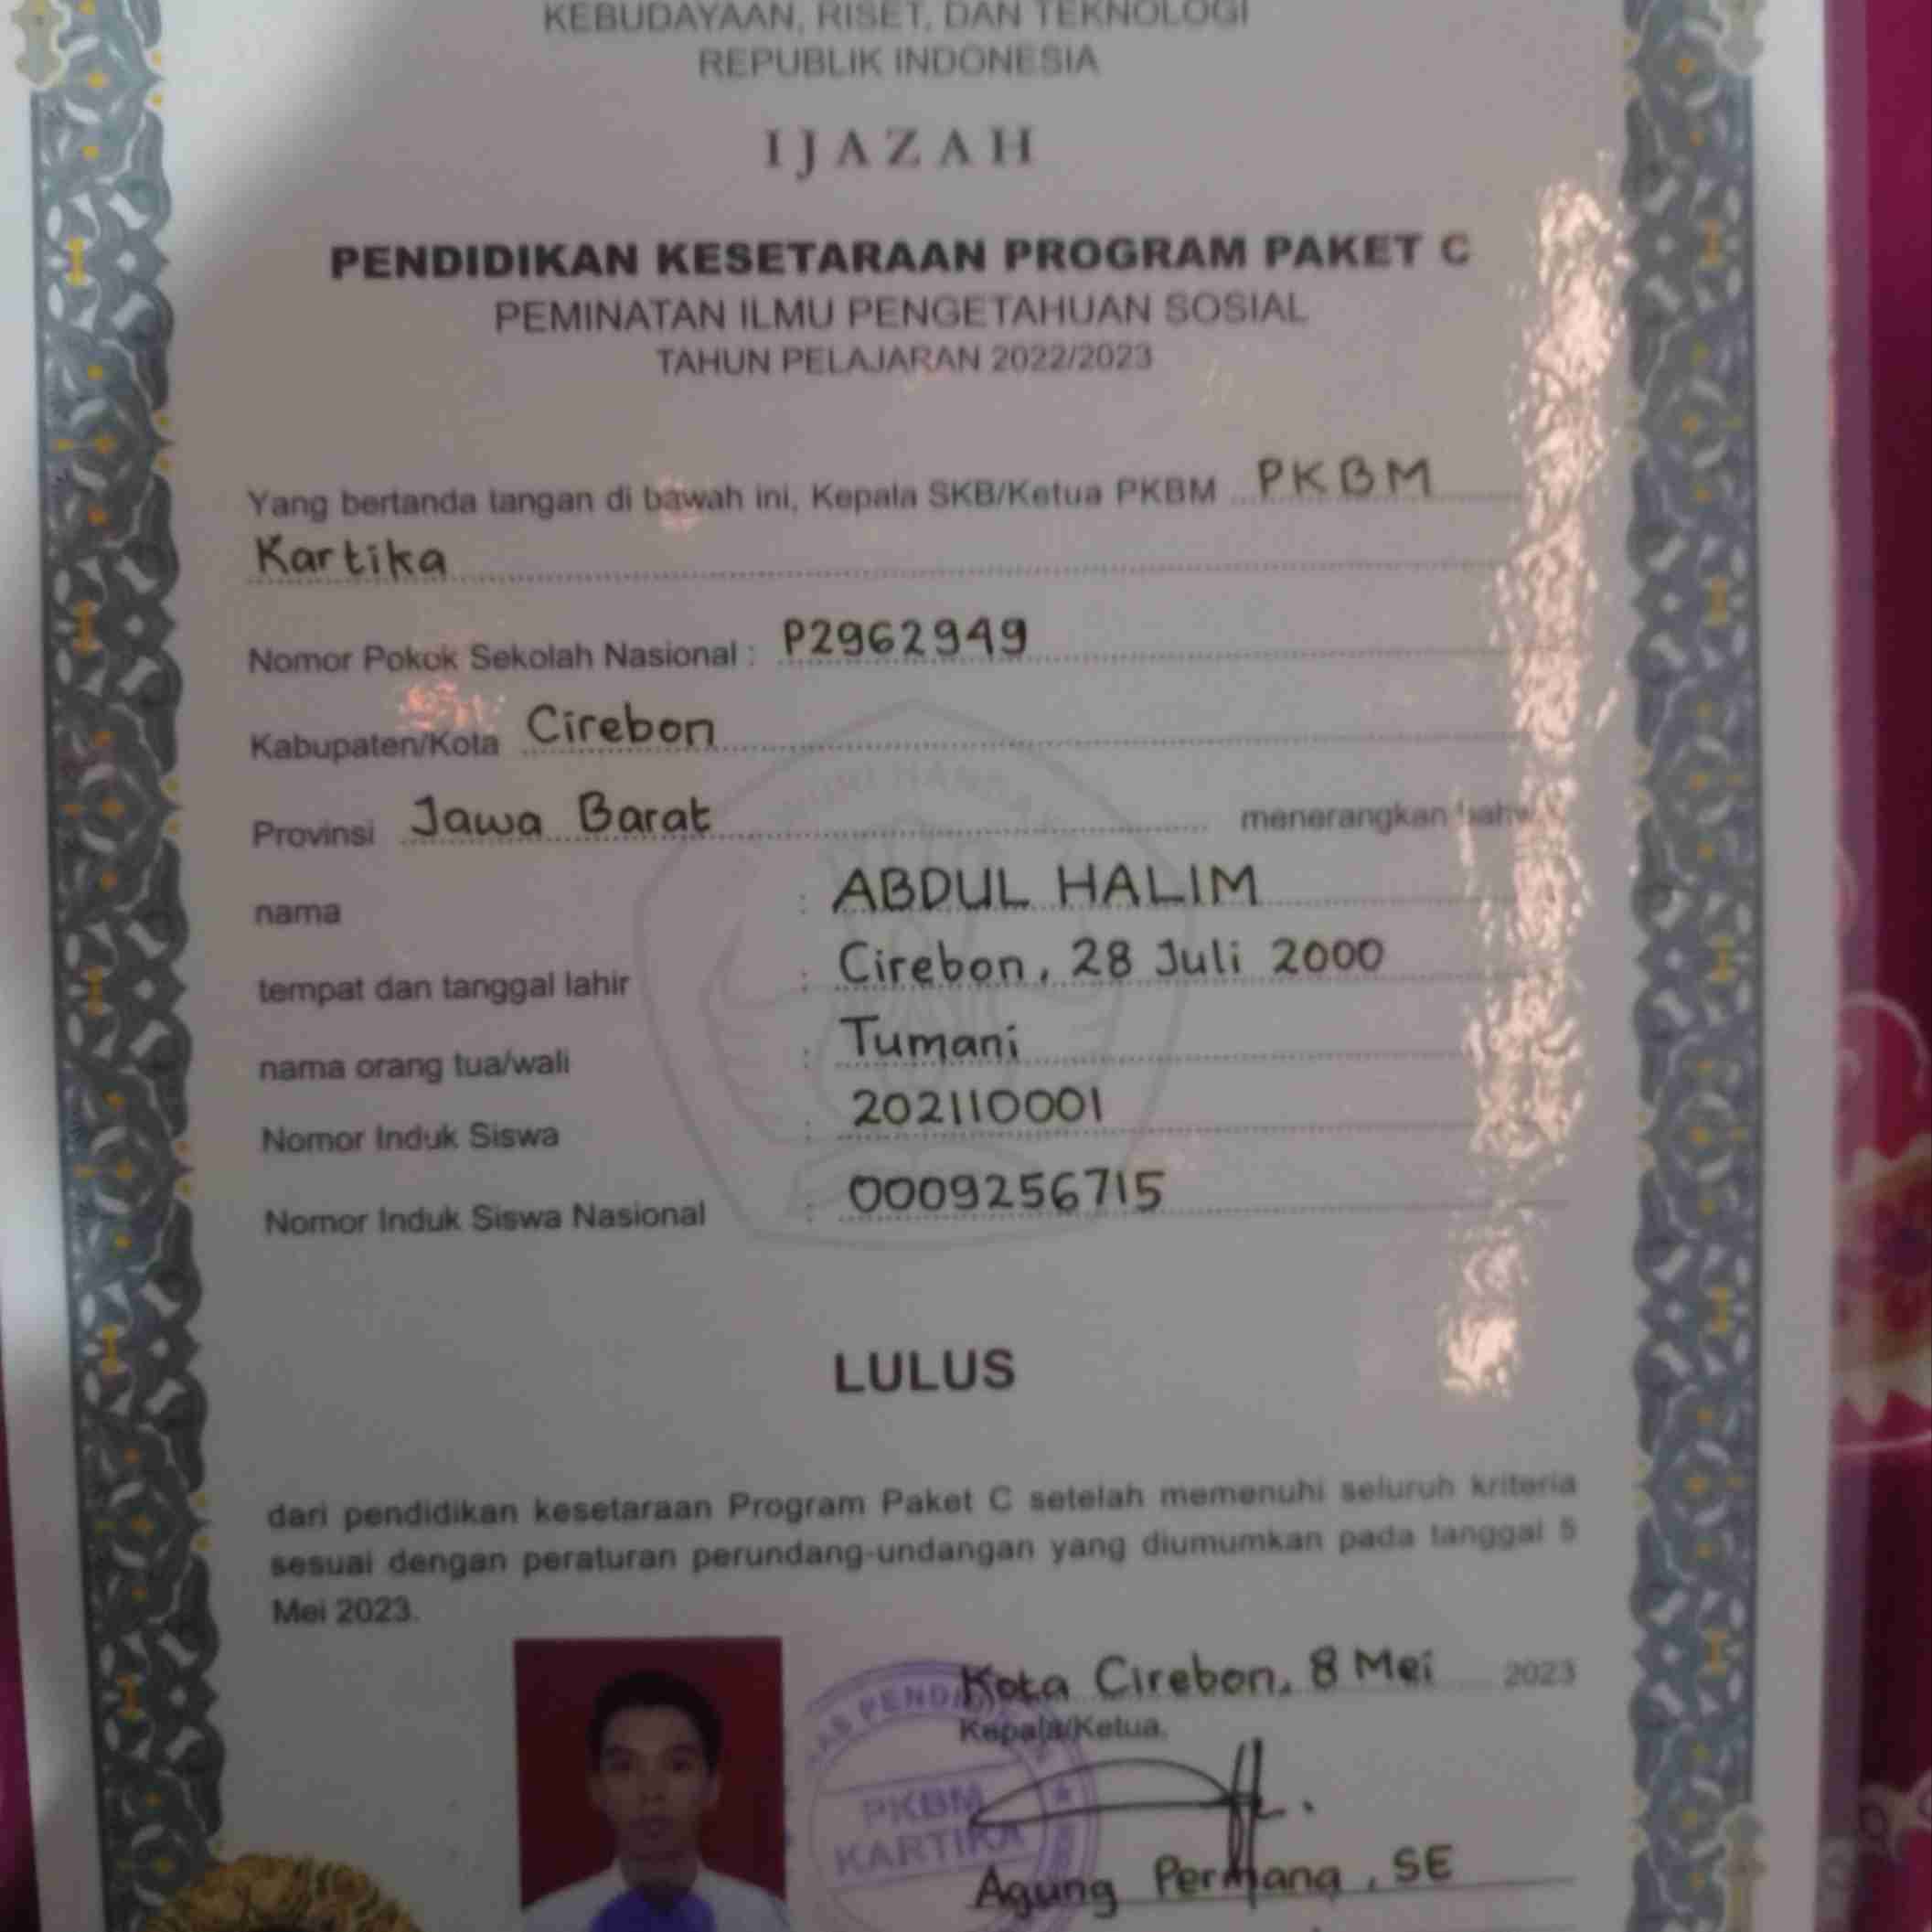 KEBUDAYAAN, RISET, DAN TEKNOLOGI
REPUBLIK INDONESIA
IJAZAH
PENDIDIKAN KESETARAAN PROGRAM PAKET C
PEMINATAN ILMU PENGETAHUAN SOSIAL
TAHUN PELAJARAN 2022/2023
Yang bertanda tangan di bawah ini, Kepala SKB/Ketua PKBM PKBM
Kartika
Nomor Pokok Sekolah Nasional : P2962949
Kabupaten/Kota Cirebon
Provinsi Jawa Barat menerangkan bahwa
nama : ABDUL HALIM
tempat dan tanggal lahir : Cirebon, 28 Juli 2000
nama orang tua/wali : Tumani
Nomor Induk Siswa : 202110001
Nomor Induk Siswa Nasional : 0009256715
LULUS
dari pendidikan kesetaraan Program Paket C setelah memenuhi seluruh kriteria
sesuai dengan peraturan perundang-undangan yang diumumkan pada tanggal 5
Mei 2023.
Kota Cirebon, 8 Mei 2023
Kepala/Ketua,
PKBM
KARTIKA
Agung Permana, SE